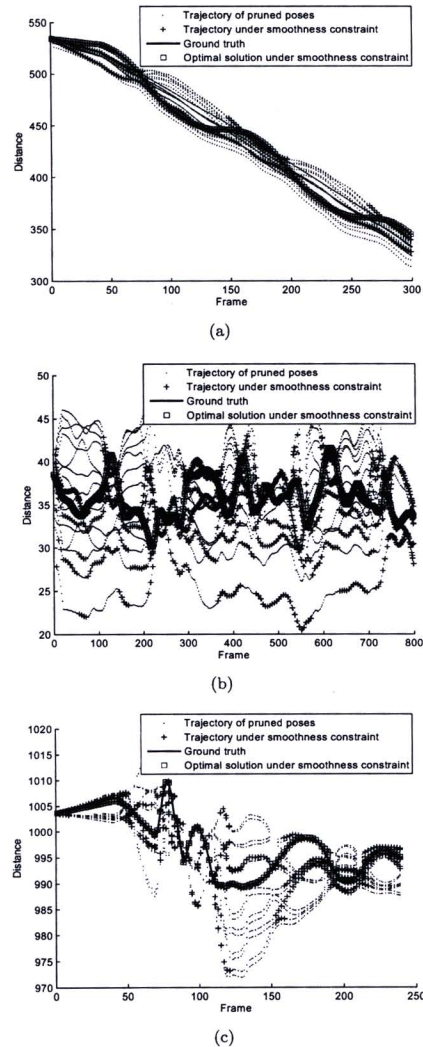 Trajectory of pruned poses
Trajectory under smoothness constraint
Ground truth
Optimal solution under smoothness constraint
550
500
450
400
350
300
Distance
0 50 100 150 200 250 300
Frame
(a)
Trajectory of pruned poses
Trajectory under smoothness constraint
Ground truth
Optimal solution under smoothness constraint
50
45
40
35
30
25
20
Distance
0 100 200 300 400 500 600 700 800
Frame
(b)
Trajectory of pruned poses
Trajectory under smoothness constraint
Ground truth
Optimal solution under smoothness constraint
1020
1015
1010
1005
1000
995
990
985
980
975
970
Distance
0 50 100 150 200 250
Frame
(c)